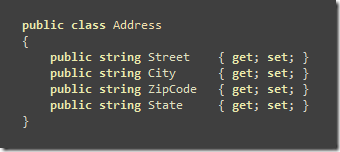 public class Address
{
    public string Street    { get; set; }
    public string City      { get; set; }
    public string ZipCode   { get; set; }
    public string State     { get; set; }
}